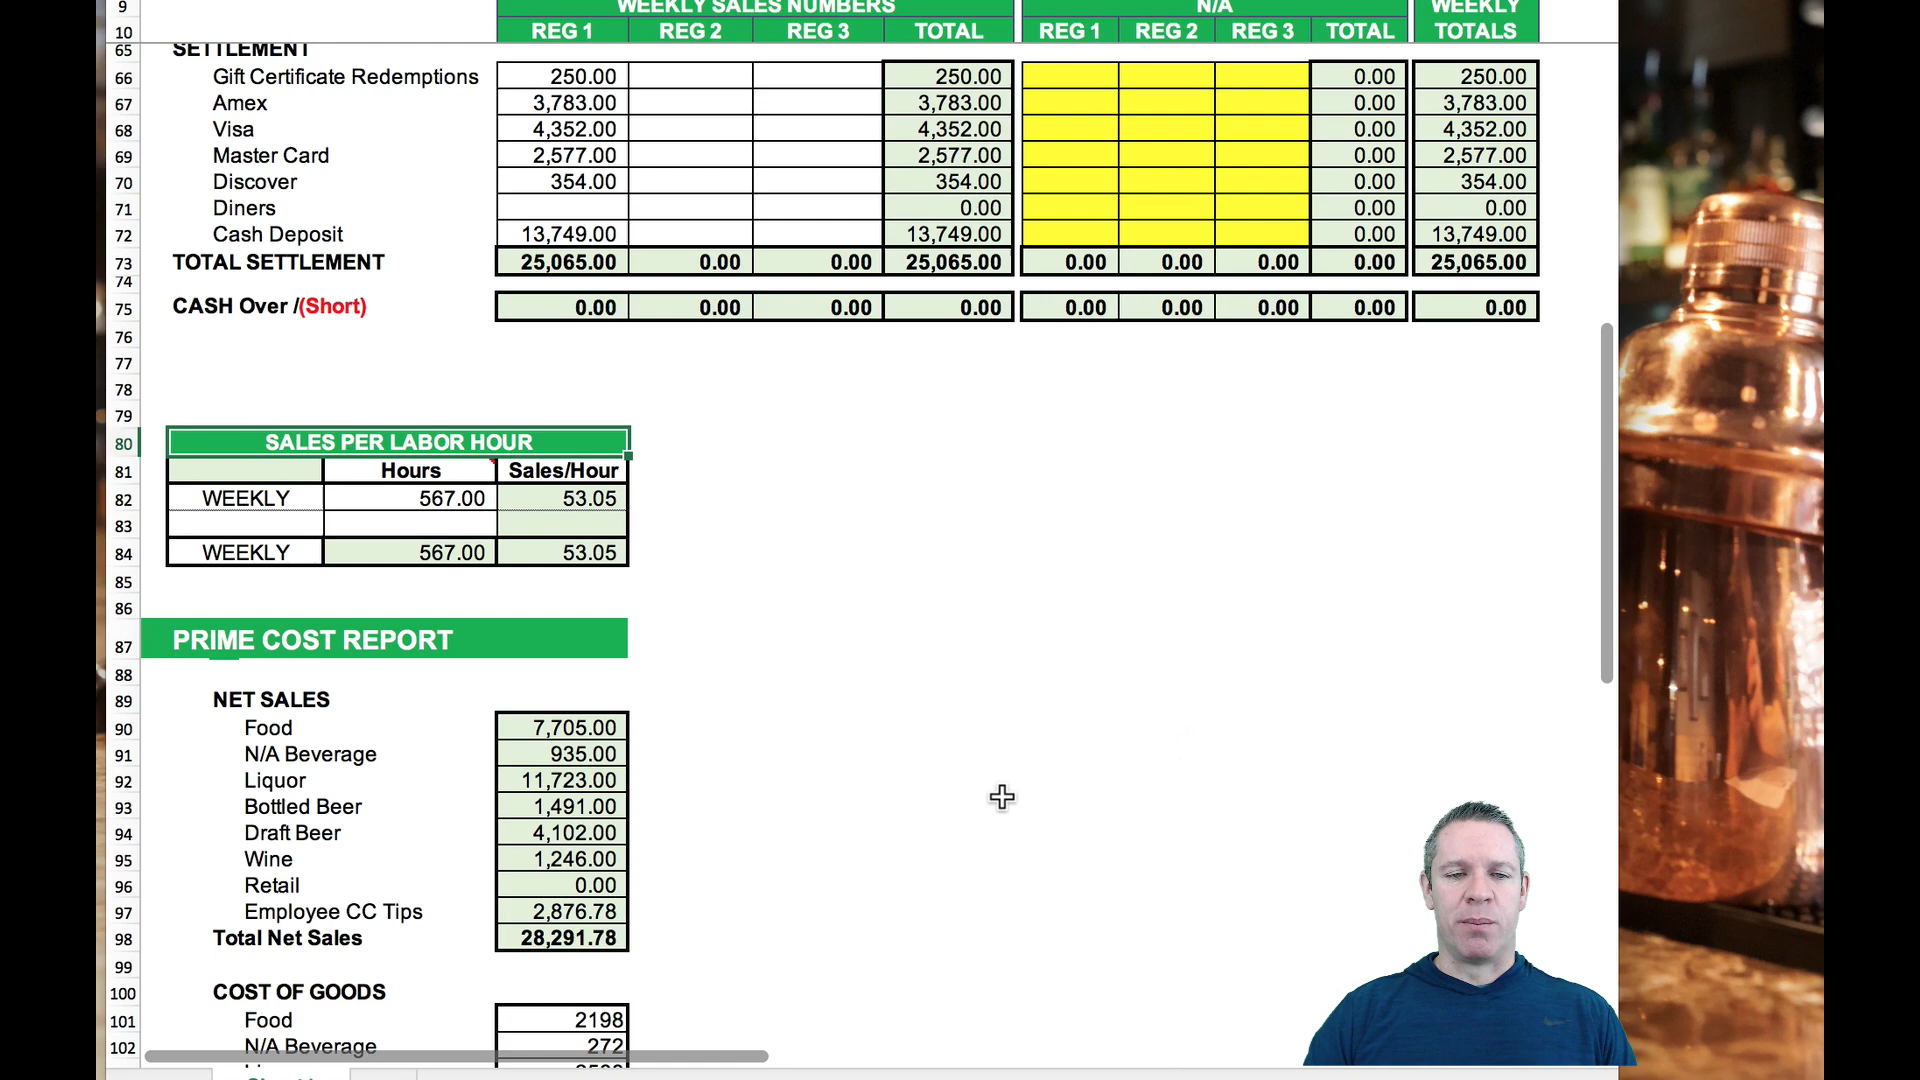 9 WEEKLY SALES NUMBERS N/A WEEKLY
10 REG 1 REG 2 REG 3 TOTAL REG 1 REG 2 REG 3 TOTAL TOTALS
65 SETTLEMENT
66 Gift Certificate Redemptions 250.00 250.00 0.00 250.00
67 Amex 3,783.00 3,783.00 0.00 3,783.00
68 Visa 4,352.00 4,352.00 0.00 4,352.00
69 Master Card 2,577.00 2,577.00 0.00 2,577.00
70 Discover 354.00 354.00 0.00 354.00
71 Diners 0.00 0.00 0.00
72 Cash Deposit 13,749.00 13,749.00 0.00 13,749.00
73 TOTAL SETTLEMENT 25,065.00 0.00 0.00 25,065.00 0.00 0.00 0.00 0.00 25,065.00
74
75 CASH Over /(Short) 0.00 0.00 0.00 0.00 0.00 0.00 0.00 0.00 0.00
76
77
78
79
80 SALES PER LABOR HOUR
81 Hours Sales/Hour
82 WEEKLY 567.00 53.05
83
84 WEEKLY 567.00 53.05
85
86
87 PRIME COST REPORT
88
89 NET SALES
90 Food 7,705.00
91 N/A Beverage 935.00
92 Liquor 11,723.00
93 Bottled Beer 1,491.00
94 Draft Beer 4,102.00
95 Wine 1,246.00
96 Retail 0.00
97 Employee CC Tips 2,876.78
98 Total Net Sales 28,291.78
99
100 COST OF GOODS
101 Food 2198
102 N/A Beverage 272